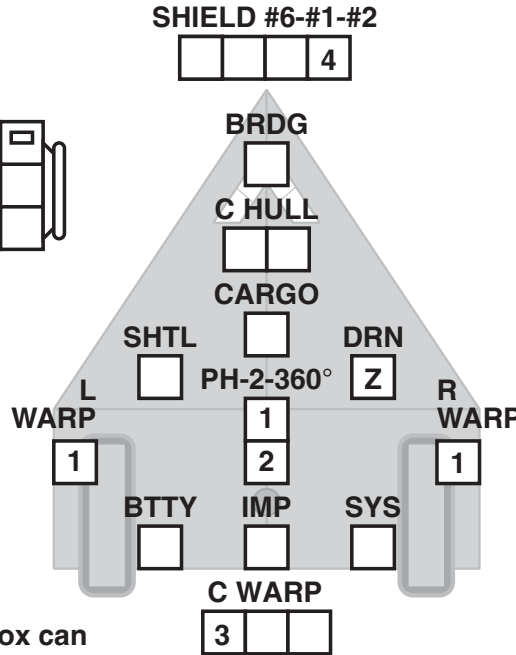 SHIELD #6-#1-#2
4
BRDG
C HULL
CARGO
SHTL DRN
PH-2-360°
Z
L WARP
R WARP
1
2
1
1
BTTY IMP SYS
C WARP
3
ox can